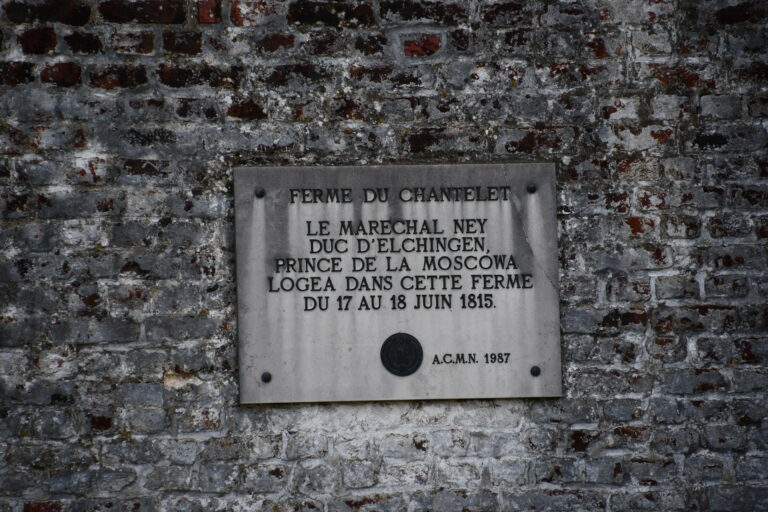 FERME DU CHANTELET
LE MARECHAL NEY
DUC D'ELCHINGEN,
PRINCE DE LA MOSCOWA
LOGEA DANS CETTE FERME
DU 17 AU 18 JUIN 1815.
A.C.M.N. 1987